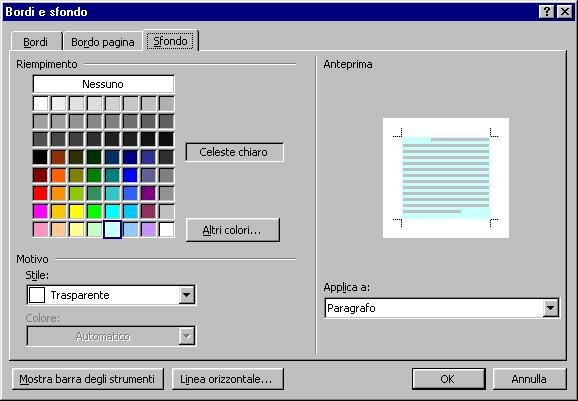 Bordi e sfondo
Bordi
Bordo pagina
Sfondo
Riempimento
Nessuno
Celeste chiaro
Altri colori...
Motivo
Stile:
Trasparente
Colore:
Automatico
Anteprima
Applica a:
Paragrafo
Mostra barra degli strumenti
Linea orizzontale...
OK
Annulla